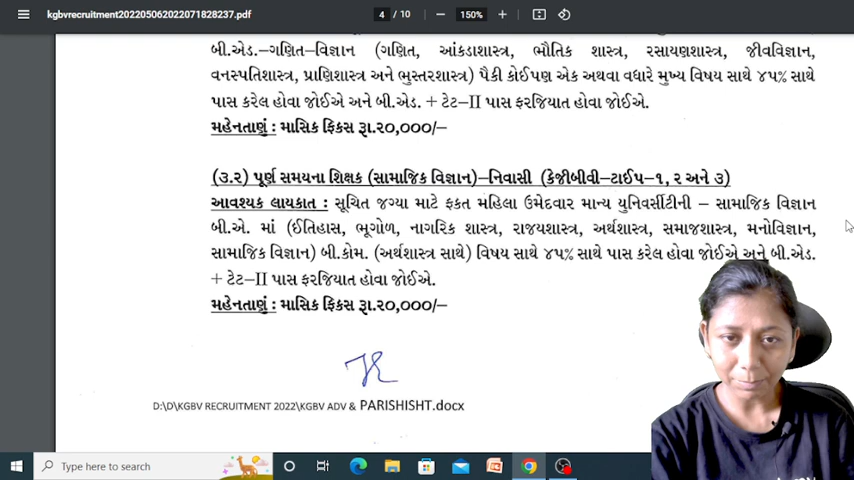 kgbvrecruitment202205062022071828237.pdf
4 / 10
150%
બી.એડ.–ગણિત–વિજ્ઞાન (ગણિત, આંકડાશાસ્ત્ર, ભૌતિક શાસ્ત્ર, રસાયણશાસ્ત્ર, જીવવિજ્ઞાન,
વનસ્પતિશાસ્ત્ર, પ્રાણિશાસ્ત્ર અને ભુસ્તરશાસ્ત્ર) પૈકી કોઈપણ એક અથવા વધારે મુખ્ય વિષય સાથે ૪૫% સાથે
પાસ કરેલ હોવા જોઈએ અને બી.એડ. + ટેટ–II પાસ ફરજિયાત હોવા જોઈએ.
મહેનતાણું : માસિક ફિકસ રૂા.૨૦,૦૦૦/–
(૩.૨) પૂર્ણ સમયના શિક્ષક (સામાજિક વિજ્ઞાન)–નિવાસી (કેજીબીવી–ટાઈપ–૧, ૨ અને ૩)
આવશ્યક લાયકાત : સૂચિત જગ્યા માટે ફકત મહિલા ઉમેદવાર માન્ય યુનિવર્સીટીની – સામાજિક વિજ્ઞાન
બી.એ. માં (ઈતિહાસ, ભૂગોળ, નાગરિક શાસ્ત્ર, રાજયશાસ્ત્ર, અર્થશાસ્ત્ર, સમાજશાસ્ત્ર, મનોવિજ્ઞાન,
સામાજિક વિજ્ઞાન) બી.કોમ. (અર્થશાસ્ત્ર સાથે) વિષય સાથે ૪૫% સાથે પાસ કરેલ હોવા જોઈએ અને બી.એડ.
+ ટેટ–II પાસ ફરજિયાત હોવા જોઈએ.
મહેનતાણું : માસિક ફિકસ રૂા.૨૦,૦૦૦/–
D:\D\KGBV RECRUITMENT 2022\KGBV ADV & PARISHISHT.docx
Type here to search